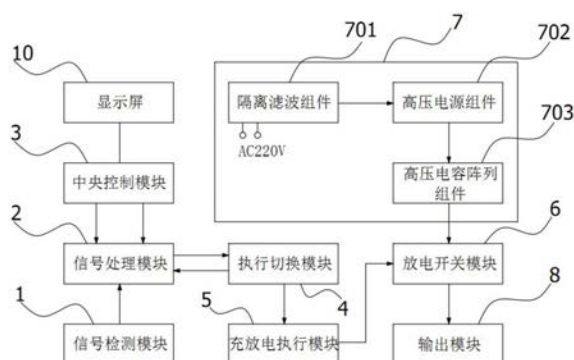 701
7
702
10
显示屏
隔离滤波组件
高压电源组件
AC220V
703
3
中央控制模块
高压电容阵列
组件
2
6
信号处理模块
执行切换模块
放电开关模块
1
5
4
8
信号检测模块
充放电执行模块
输出模块